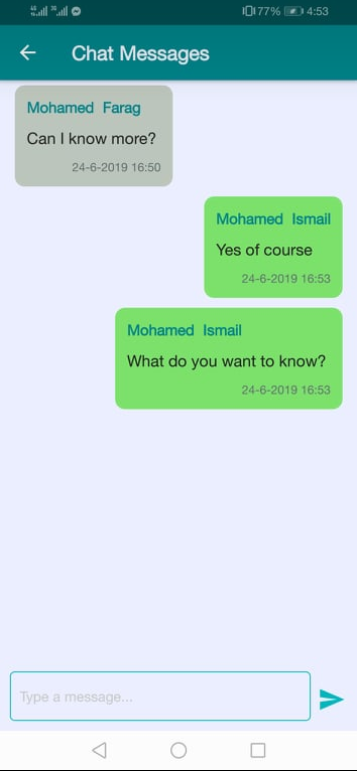 77% 4:53
Chat Messages
Mohamed Farag
Can I know more?
24-6-2019 16:50
Mohamed Ismail
Yes of course
24-6-2019 16:53
Mohamed Ismail
What do you want to know?
24-6-2019 16:53
Type a message...